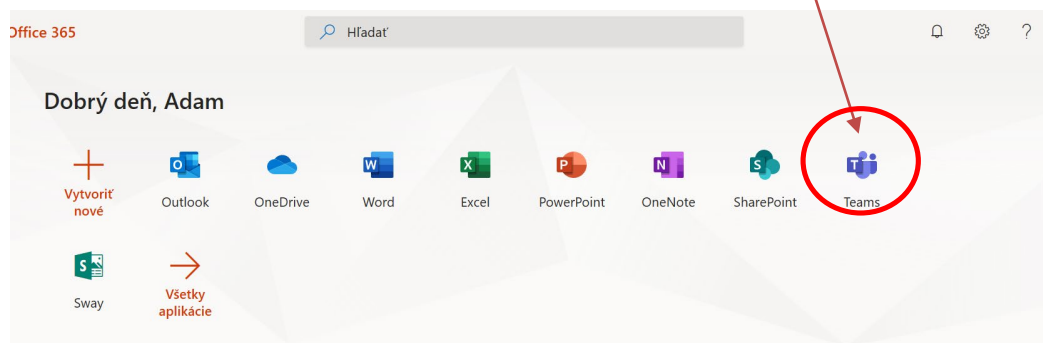 Office 365
Hľadať
?
Dobrý deň, Adam
Vytvoriť
nové
Outlook
OneDrive
Word
Excel
PowerPoint
OneNote
SharePoint
Teams
Sway
Všetky
aplikácie